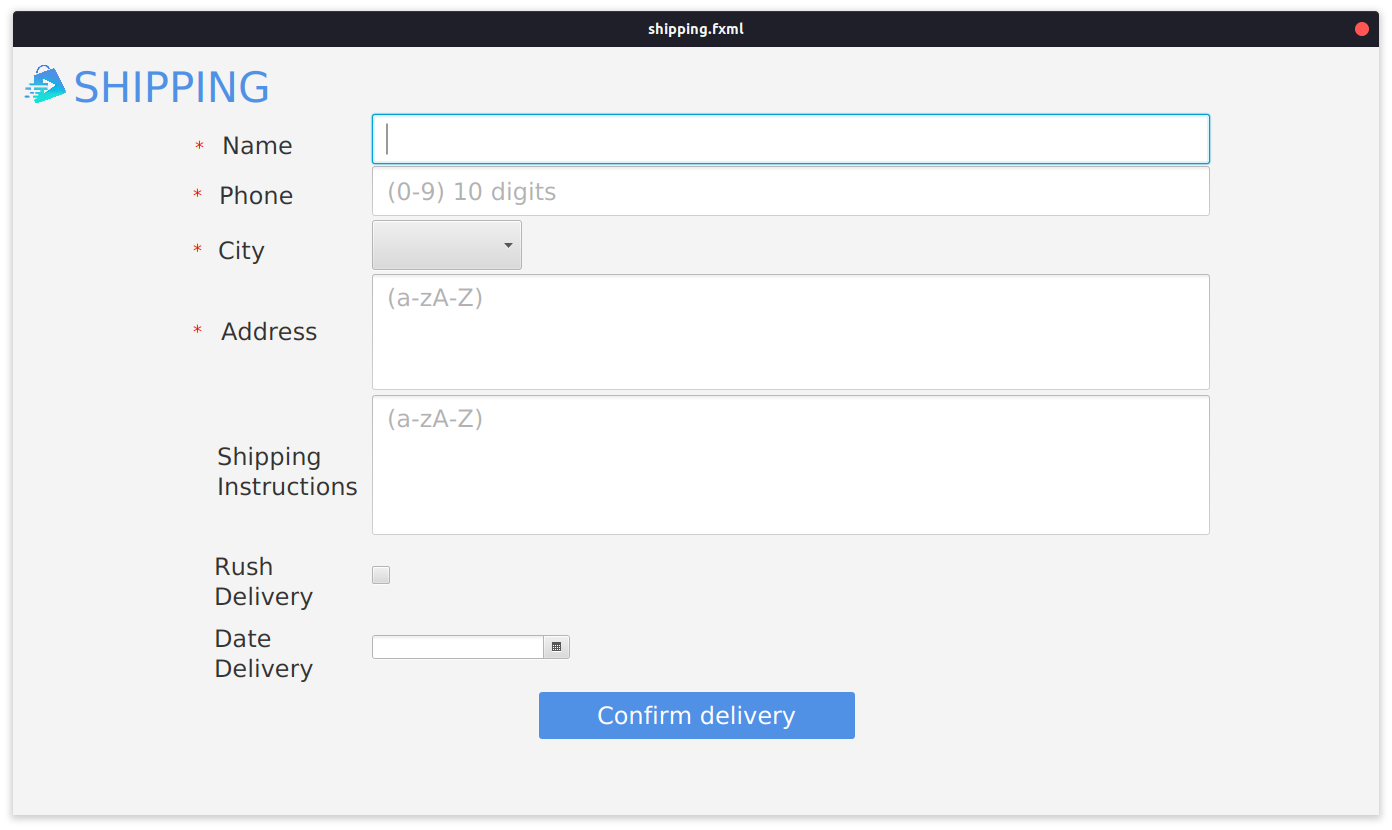 shipping.fxml
SHIPPING
* Name
* Phone (0-9) 10 digits
* City
* Address (a-zA-Z)
(a-zA-Z)
Shipping
Instructions
Rush
Delivery
Date
Delivery
Confirm delivery